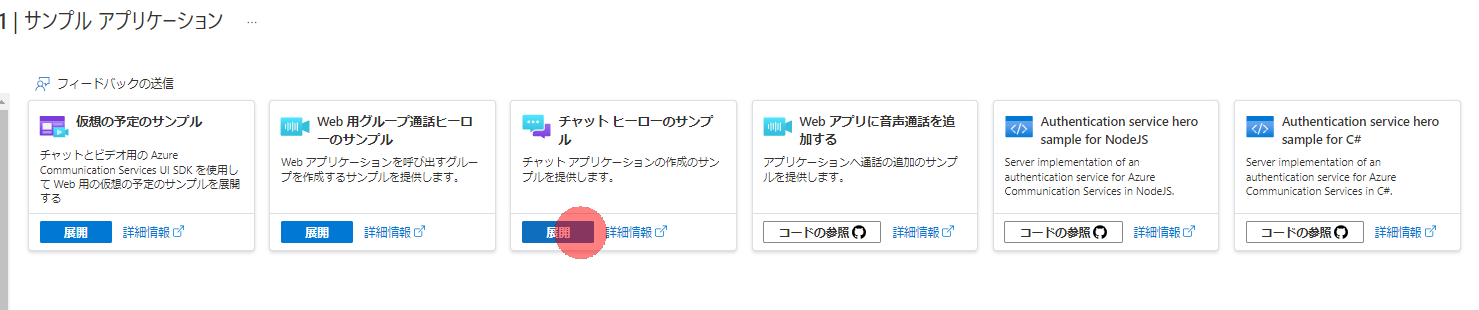 1 | サンプル アプリケーション ...
フィードバックの送信
仮想の予定のサンプル
チャットとビデオ用の Azure
Communication Services UI SDK を使用し
て Web 用の仮想の予定のサンプルを展開
する
展開 詳細情報
Web 用グループ通話ヒーロ
ーのサンプル
Web アプリケーションを呼び出すグルー
プを作成するサンプルを提供します。
展開 詳細情報
チャット ヒーローのサンプ
ル
チャット アプリケーションの作成のサン
プルを提供します。
展開 詳細情報
Web アプリに音声通話を追
加する
アプリケーションへ通話の追加のサンプ
ルを提供します。
コードの参照 詳細情報
Authentication service hero
sample for NodeJS
Server implementation of an
authentication service for Azure
Communication Services in NodeJS.
コードの参照 詳細情報
Authentication service hero
sample for C#
Server implementation of an
authentication service for Azure
Communication Services in C#.
コードの参照 詳細情報